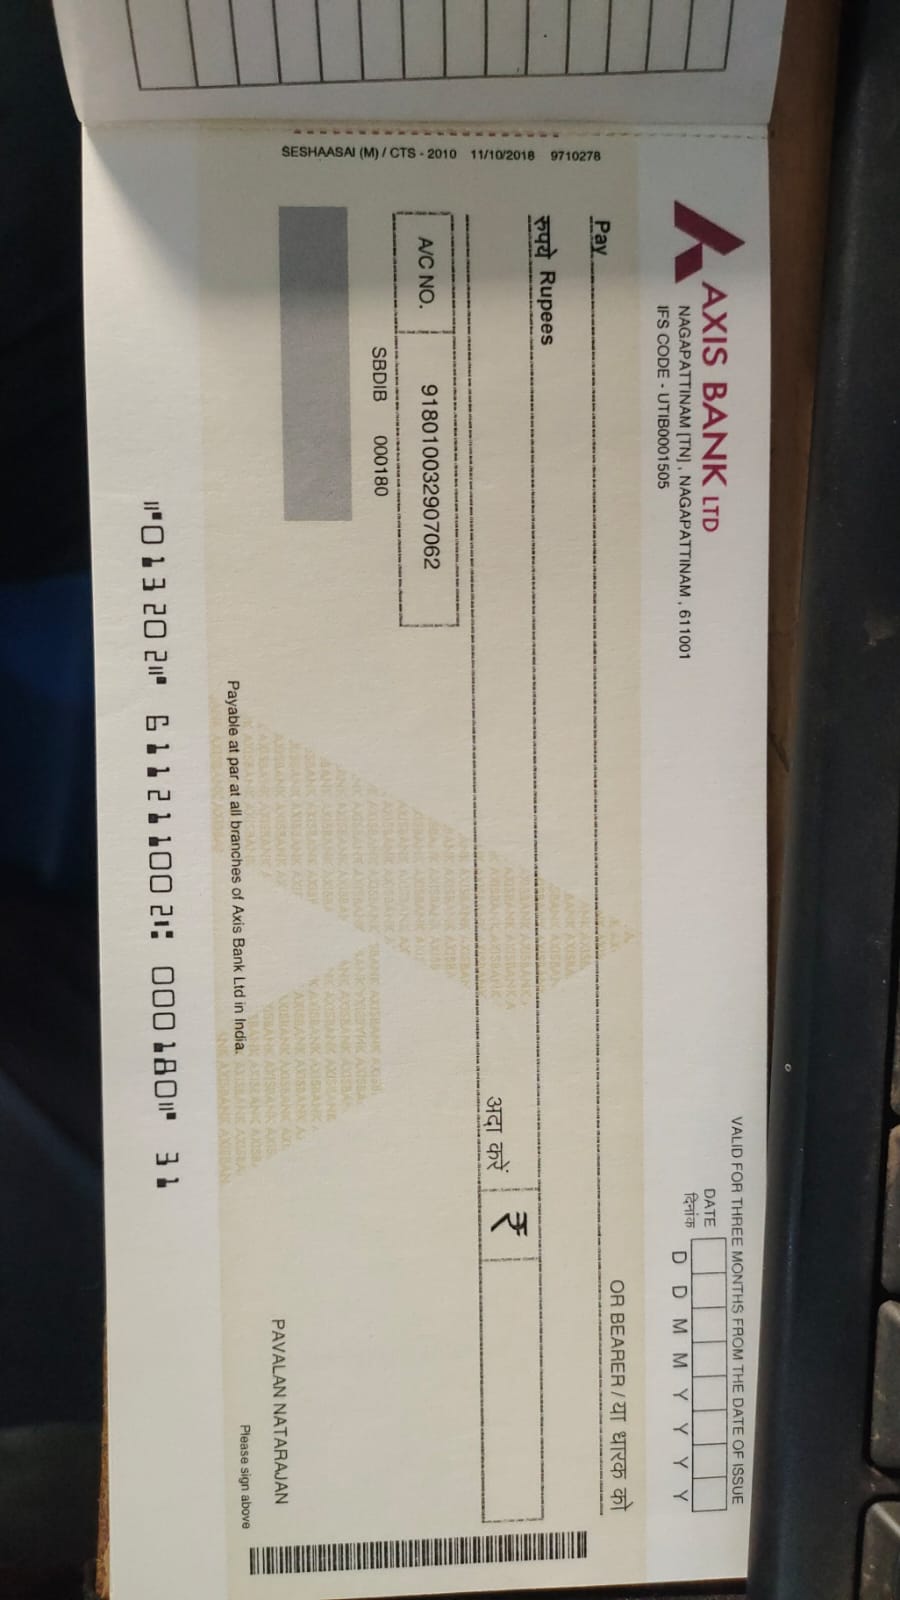 SESHAASAI (M) / CTS - 2010 11/10/2018 9710278
AXIS BANK LTD
NAGAPATTINAM [TN], NAGAPATTINAM, 611001
IFS CODE - UTIB0001505
VALID FOR THREE MONTHS FROM THE DATE OF ISSUE
DATE
दिनांक
D D M M Y Y Y Y
Pay
OR BEARER / या धारक को
रुपये Rupees
अदा करें ₹
A/C NO. 918010032907062
SBDIB 000180
PAVALAN NATARAJAN
Payable at par at all branches of Axis Bank Ltd in India.
Please sign above
⑈013202⑈ 611211002⑆ 000180⑈ 31